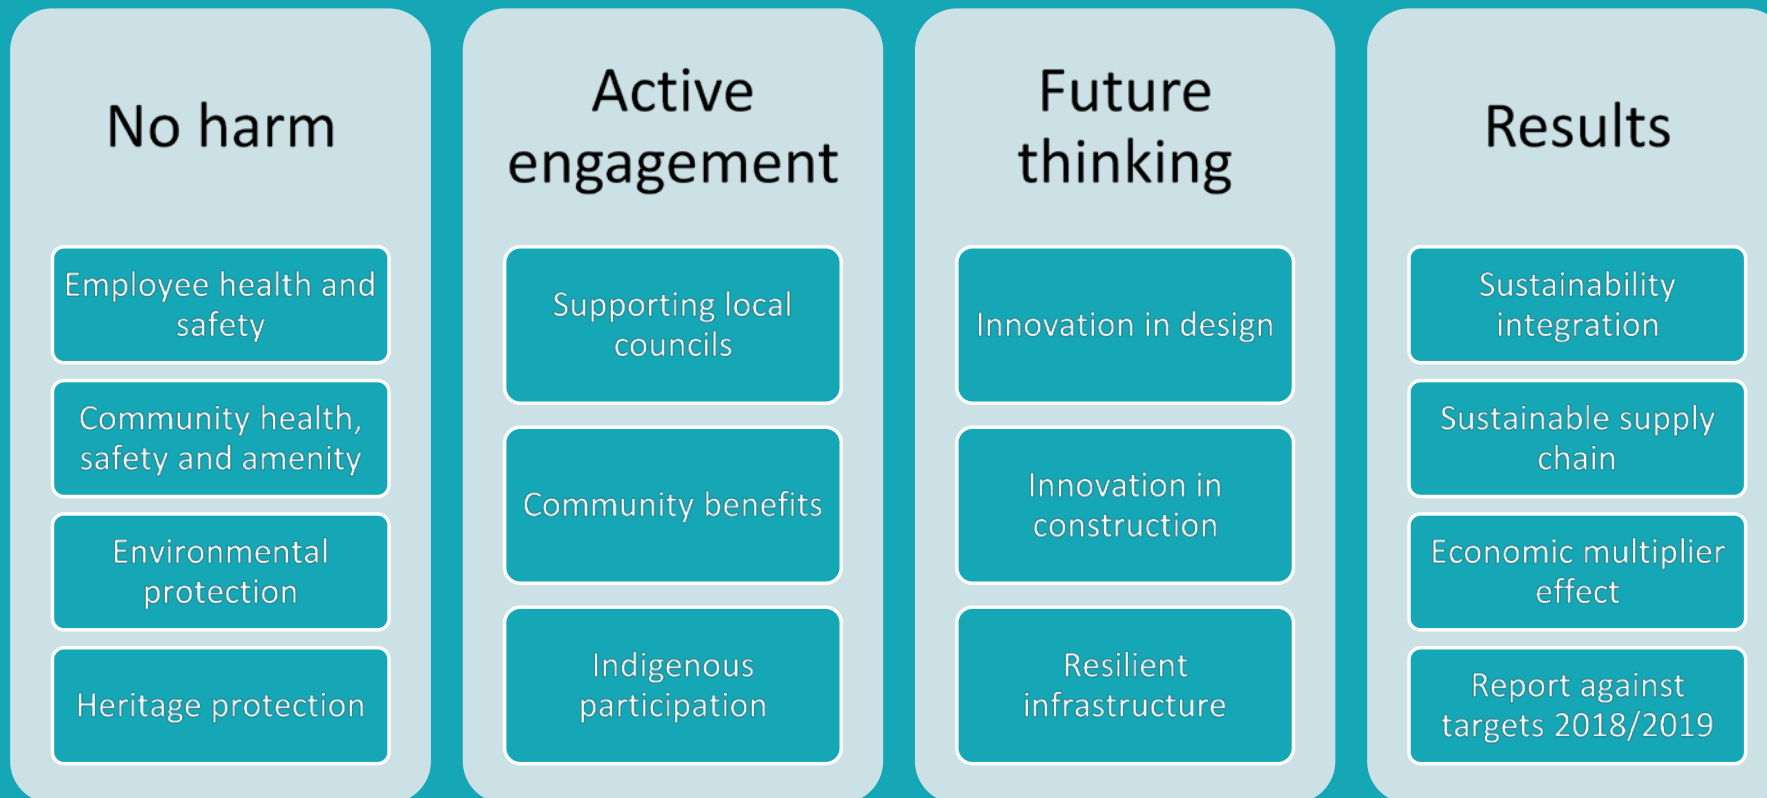 No harm
Employee health and
safety
Community health,
safety and amenity
Environmental
protection
Heritage protection
Active
engagement
Supporting local
councils
Community benefits
Indigenous
participation
Future
thinking
Innovation in design
Innovation in
construction
Resilient
infrastructure
Results
Sustainability
integration
Sustainable supply
chain
Economic multiplier
effect
Report against
targets 2018/2019